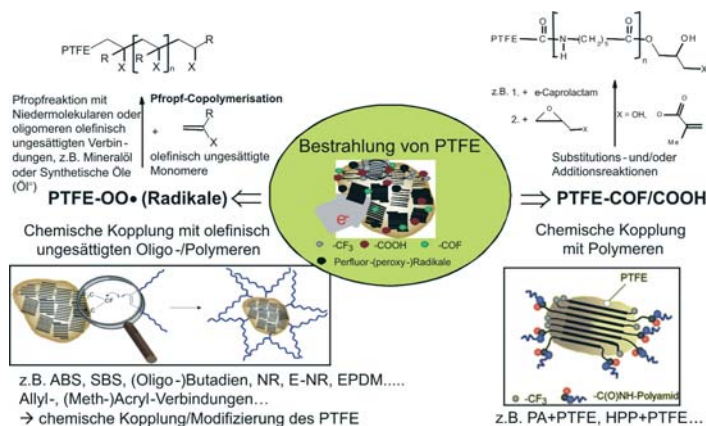 PTFE
R
R
R
X
X
X
n
Pfropfreaktion mit
Niedermolekularen oder
oligomeren olefinisch
ungesättigten Verbin-
dungen, z.B. Mineralöl
oder Synthetische Öle
(Öl°)
Pfropf-Copolymerisation
+
R
X
olefinisch ungesättigte
Monomere
PTFE-OO• (Radikale)
Chemische Kopplung mit olefinisch
ungesättigten Oligo-/Polymeren
z.B. ABS, SBS, (Oligo-)Butadien, NR, E-NR, EPDM.....
Allyl-, (Meth-)Acryl-Verbindungen…
→ chemische Kopplung/Modifizierung des PTFE
Bestrahlung von PTFE
e-
-CF₃ -COOH -COF
Perfluor-(peroxy-)Radikale
O O OH
PTFE C N (CH₂)₅ C O X
H n
z.B. 1. + e-Caprolactam
2. +
O
X
X = OH,
O
O
Me
Substitutions- und/oder
Additionsreaktionen
PTFE-COF/COOH
Chemische Kopplung
mit Polymeren
PTFE
-CF₃ -C(O)NH-Polyamid
z.B. PA+PTFE, HPP+PTFE…